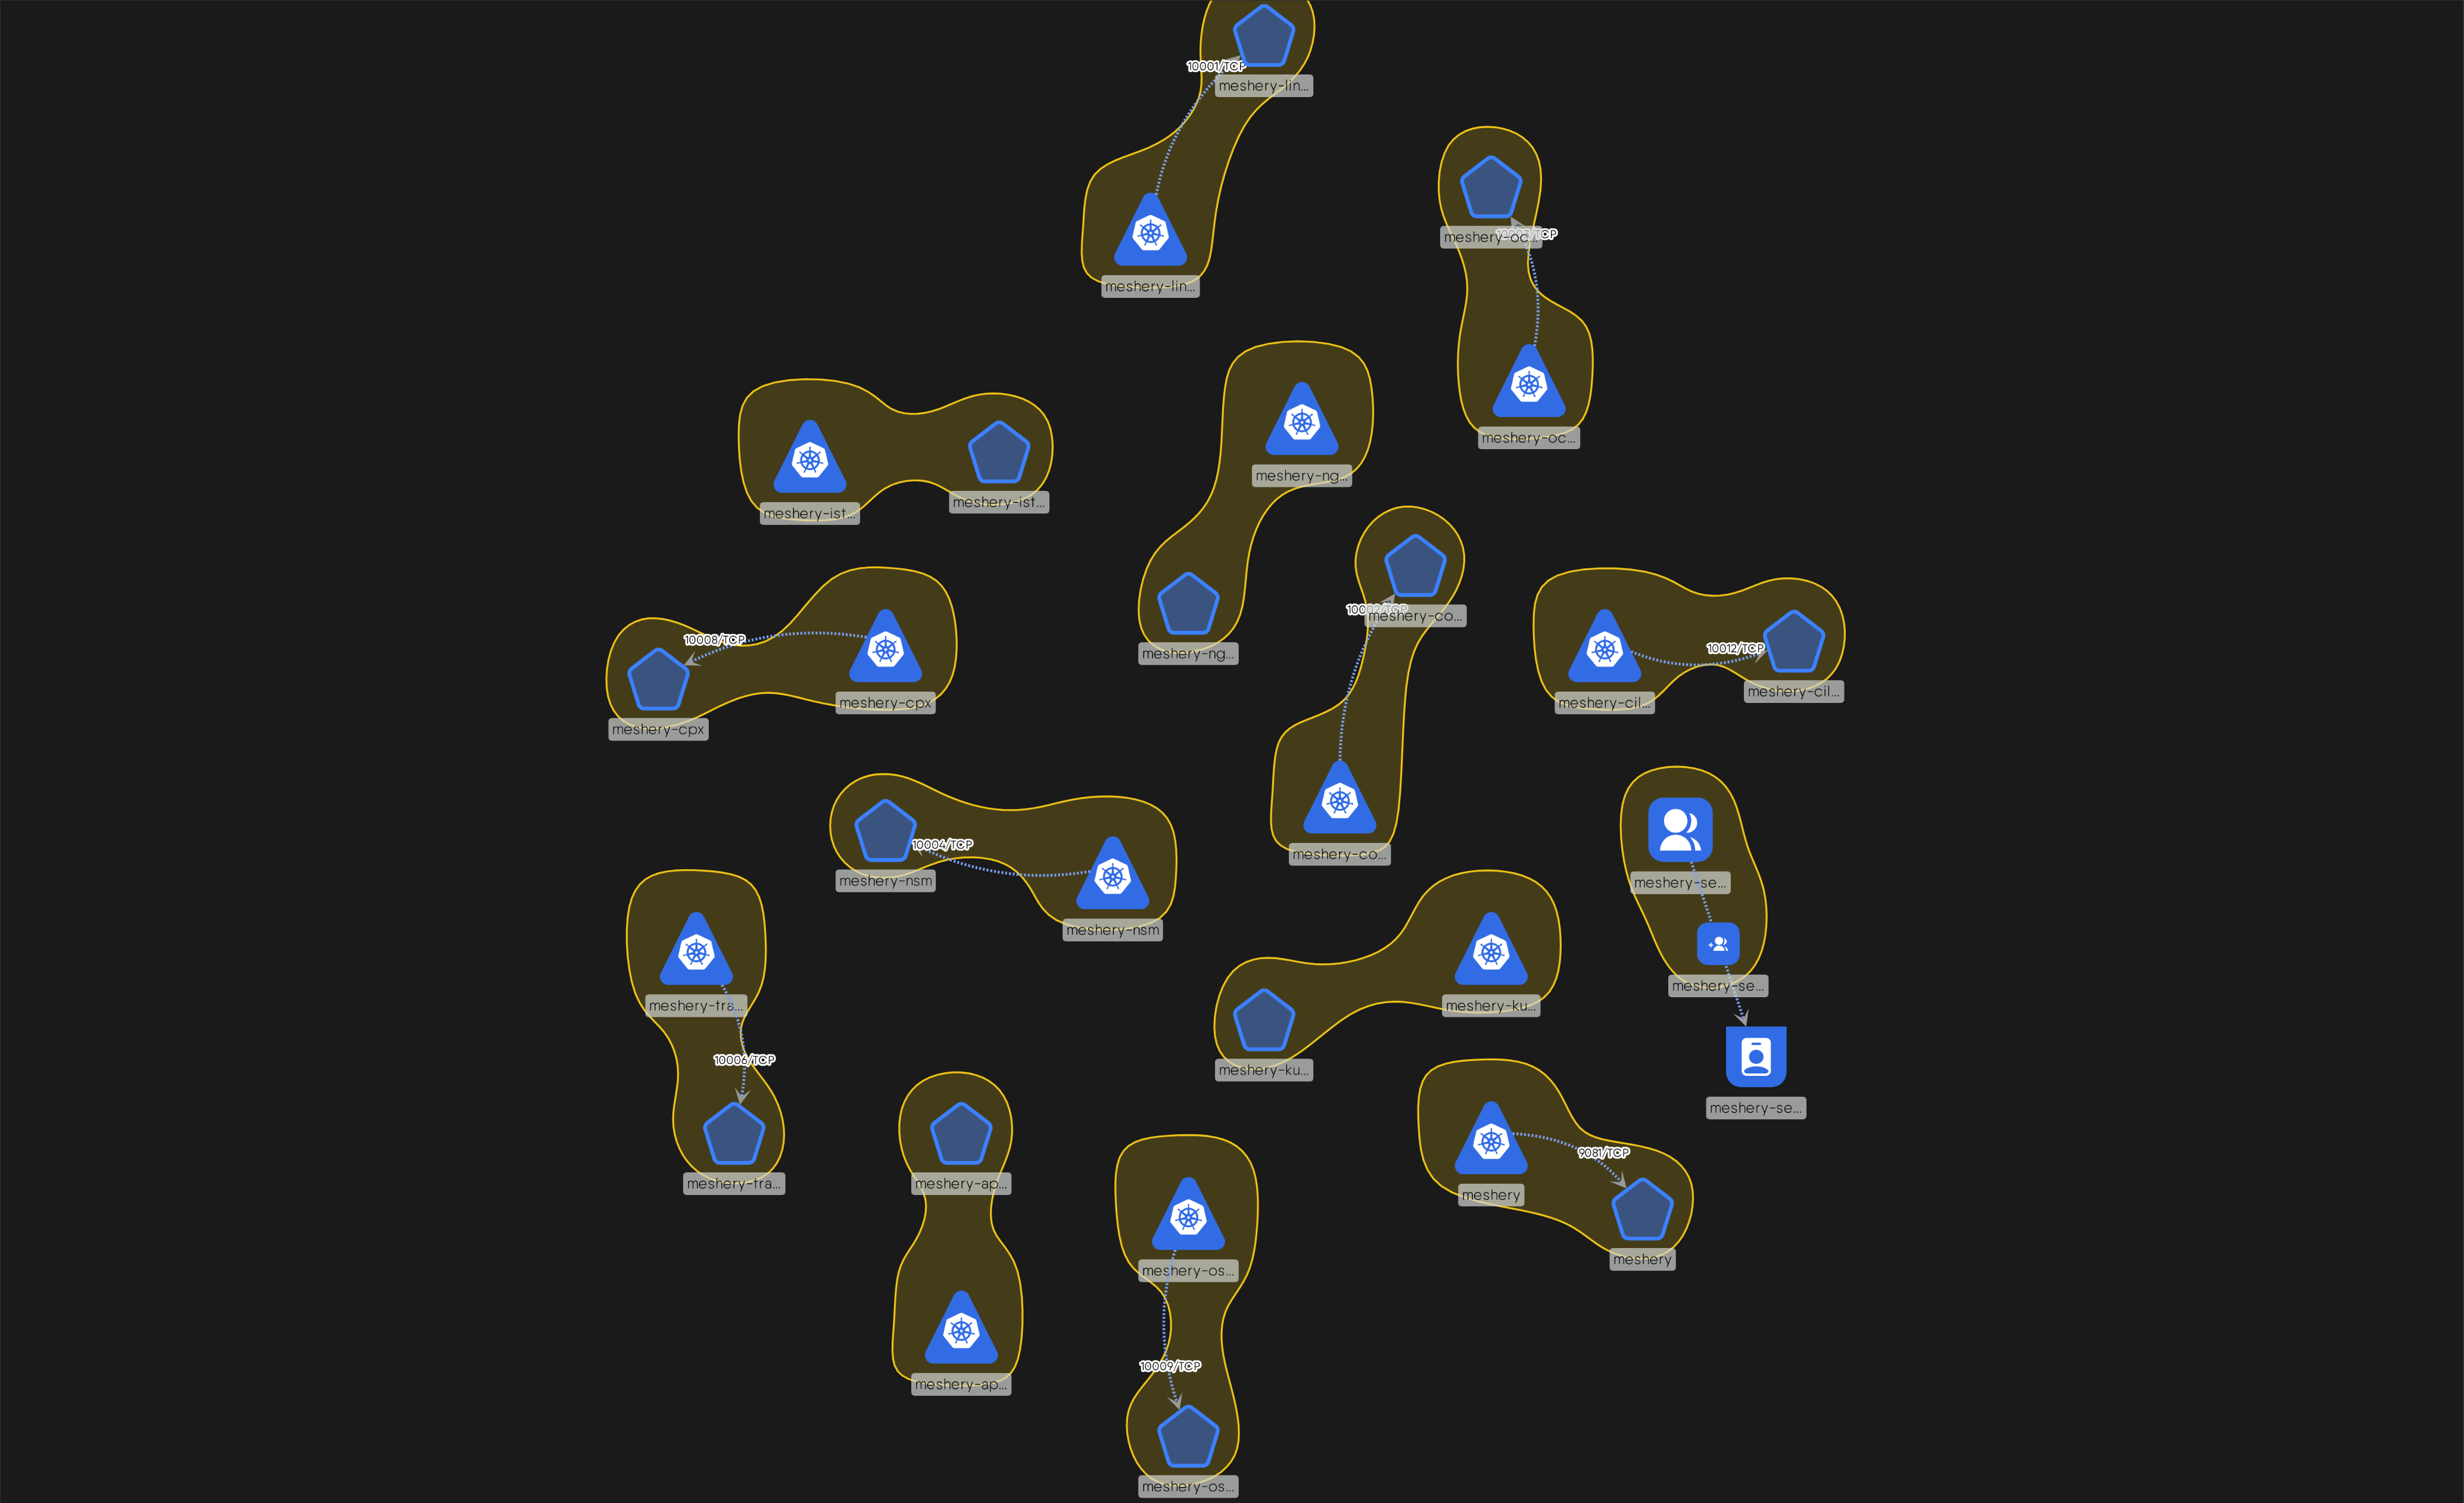 10001/TCP
meshery-lin...
meshery-lin...
meshery-oc...
meshery-oc...
meshery-ist...
meshery-ist...
meshery-ng...
meshery-ng...
10002/TCP
meshery-co...
meshery-co...
10008/TCP
meshery-cpx
meshery-cpx
10012/TCP
meshery-cil...
meshery-cil...
10004/TCP
meshery-nsm
meshery-nsm
meshery-se...
meshery-se...
meshery-se...
meshery-tra...
10006/TCP
meshery-tra...
meshery-ku...
meshery-ku...
meshery-ap...
meshery-ap...
9081/TCP
meshery
meshery
meshery-os...
10009/TCP
meshery-os...